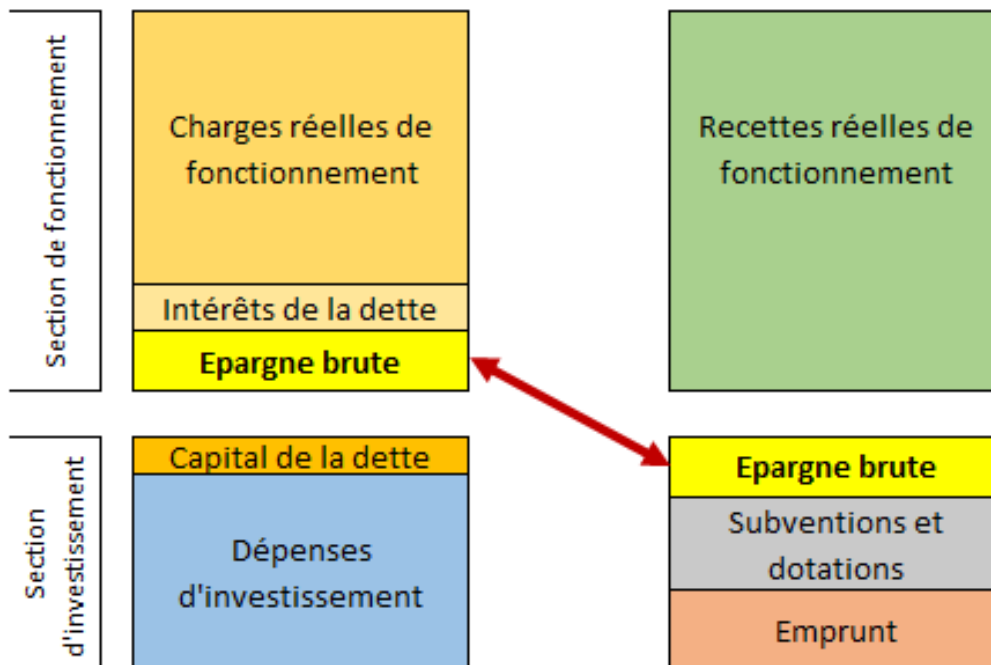 Section de fonctionnement
Charges réelles de
fonctionnement
Intérêts de la dette
Epargne brute
Recettes réelles de
fonctionnement
Section
d'investissement
Capital de la dette
Dépenses
d'investissement
Epargne brute
Subventions et
dotations
Emprunt